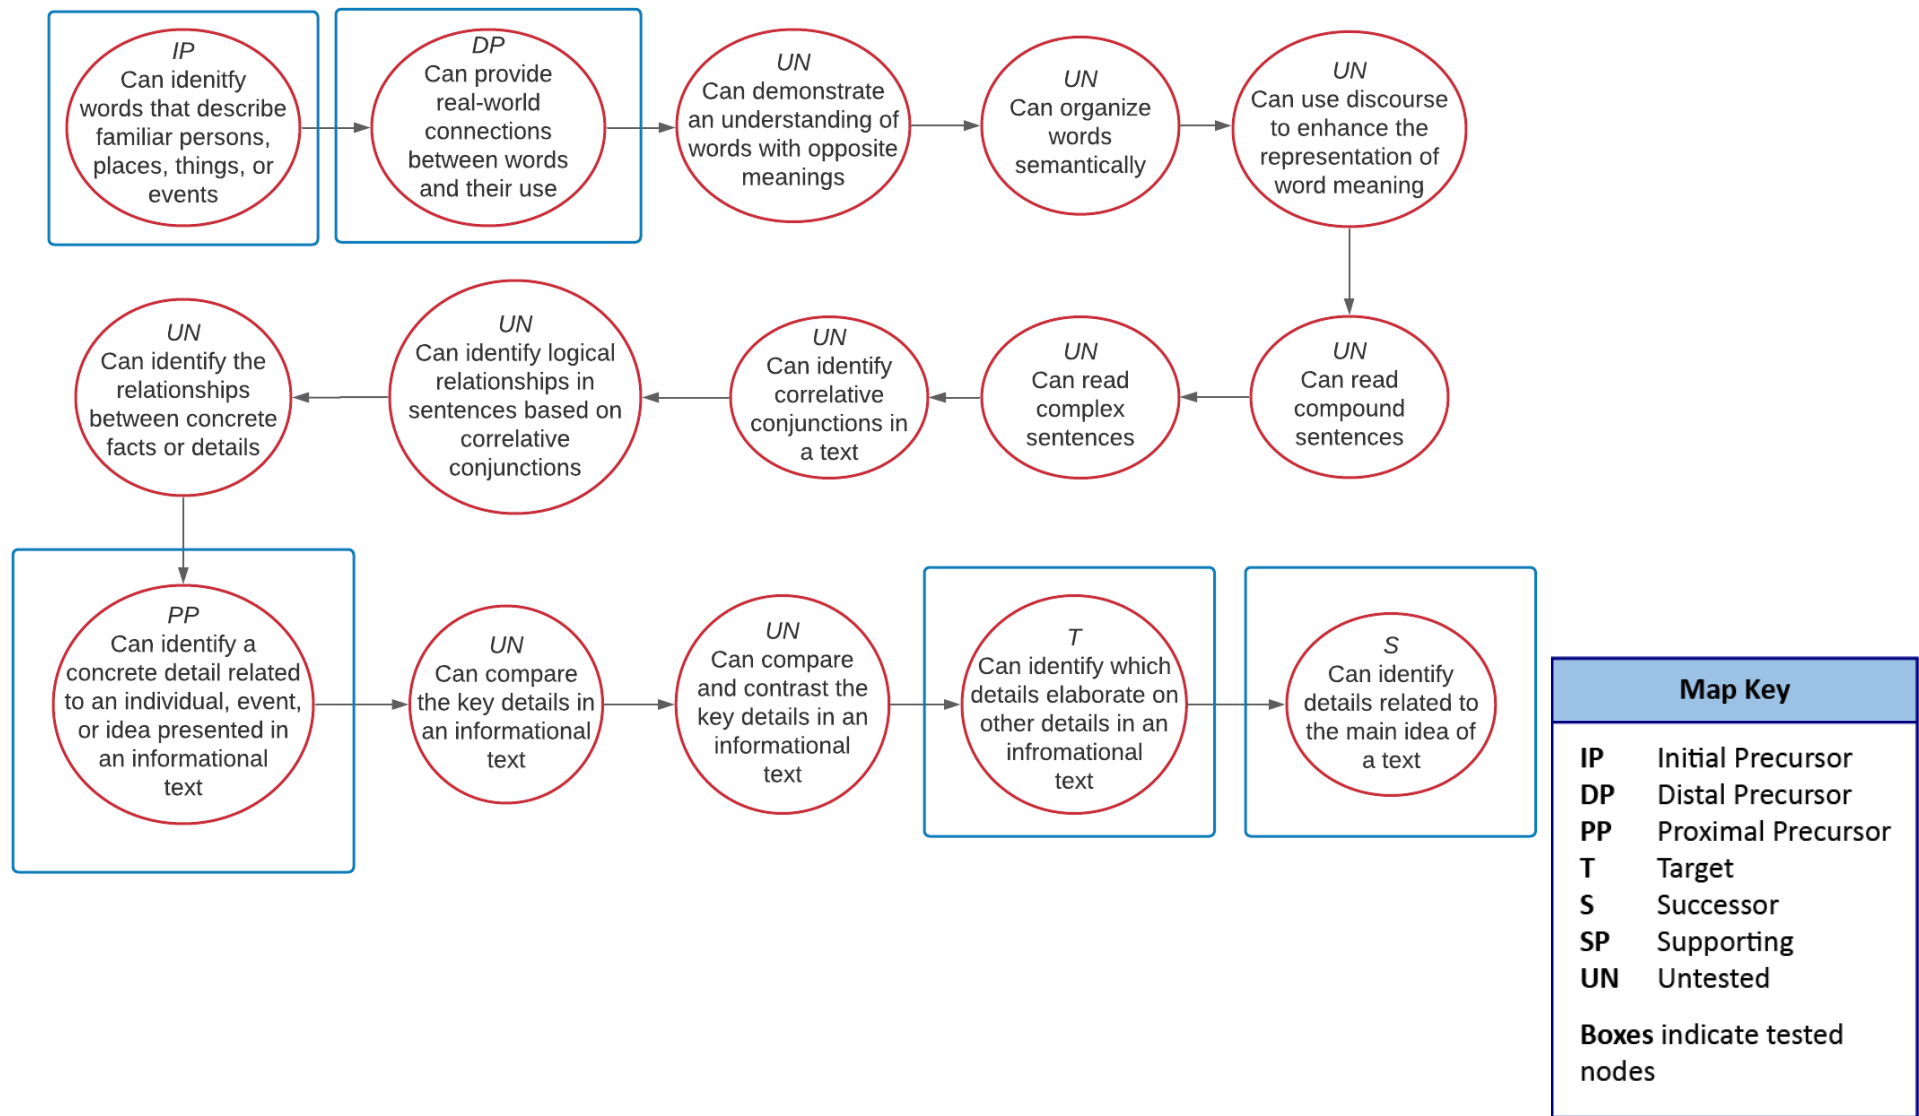 IP
Can idenitfy
words that describe
familiar persons,
places, things, or
events
DP
Can provide
real-world
connections
between words
and their use
UN
Can demonstrate
an understanding of
words with opposite
meanings
UN
Can organize
words
semantically
UN
Can use discourse
to enhance the
representation of
word meaning
UN
Can identify the
relationships
between concrete
facts or details
UN
Can identify logical
relationships in
sentences based on
correlative
conjunctions
UN
Can identify
correlative
conjunctions in
a text
UN
Can read
complex
sentences
UN
Can read
compound
sentences
PP
Can identify a
concrete detail related
to an individual, event,
or idea presented in
an informational
text
UN
Can compare
the key details in
an informational
text
UN
Can compare
and contrast the
key details in an
informational
text
T
Can identify which
details elaborate on
other details in an
infromational
text
S
Can identify
details related to
the main idea of
a text
Map Key
IP Initial Precursor
DP Distal Precursor
PP Proximal Precursor
T Target
S Successor
SP Supporting
UN Untested
Boxes indicate tested
nodes